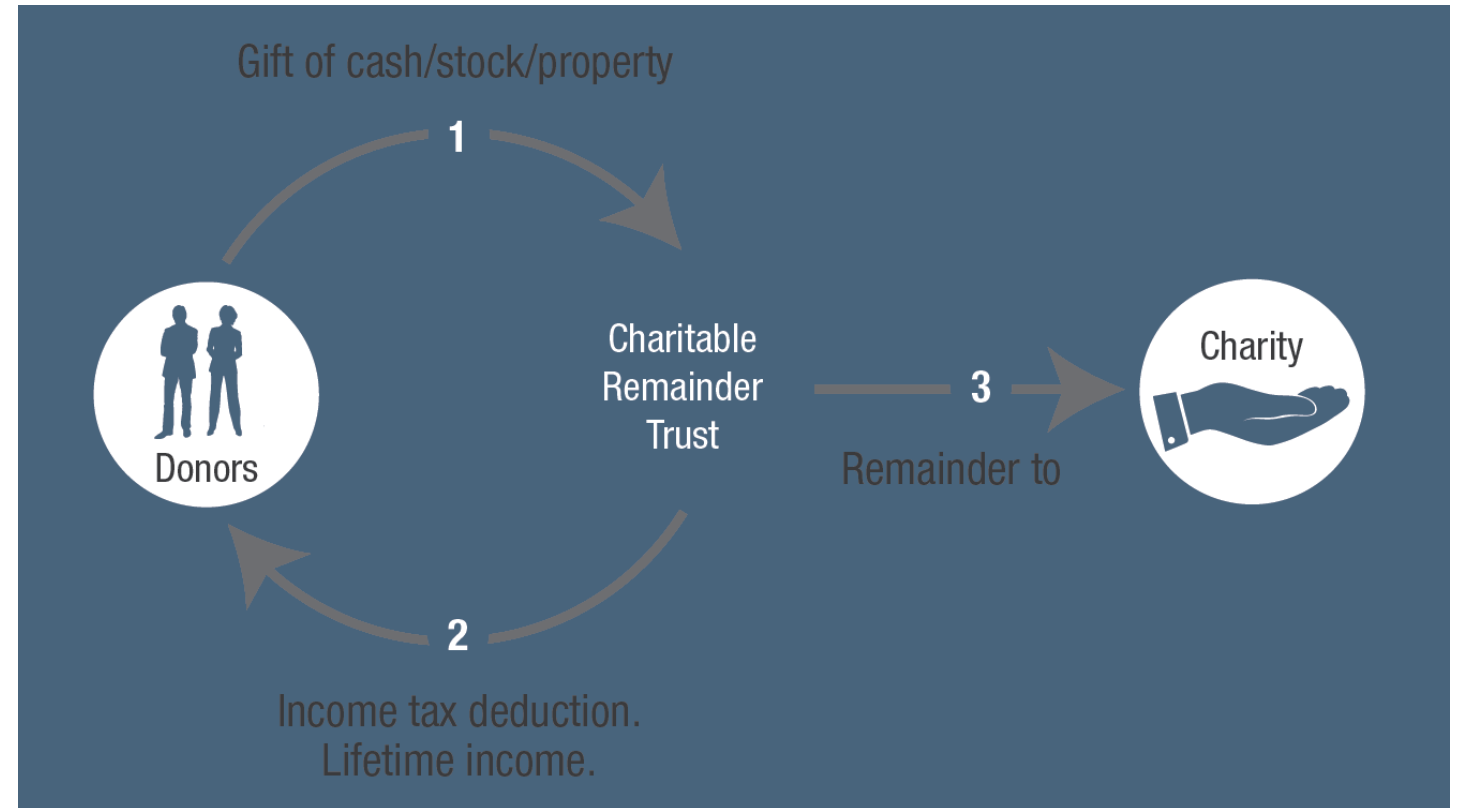 Gift of cash/stock/property
1
Donors
Charitable
Remainder
Trust
3
Remainder to
Charity
2
Income tax deduction.
Lifetime income.